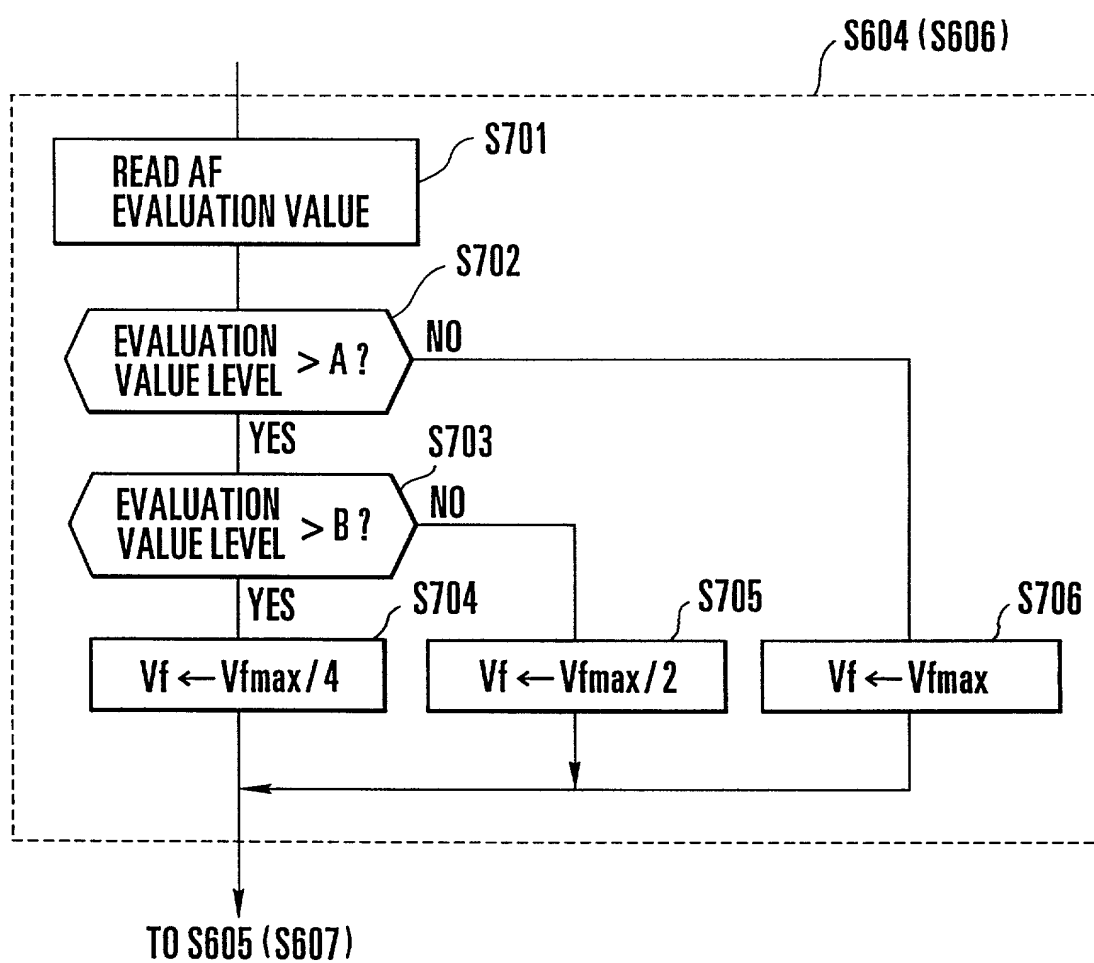 S604 (S606)
S701
READ AF
EVALUATION VALUE
S702
EVALUATION
VALUE LEVEL > A ?
NO
YES
S703
EVALUATION
VALUE LEVEL > B ?
NO
YES
S704
S705
S706
Vf ← Vfmax / 4
Vf ← Vfmax / 2
Vf ← Vfmax
TO S605 (S607)